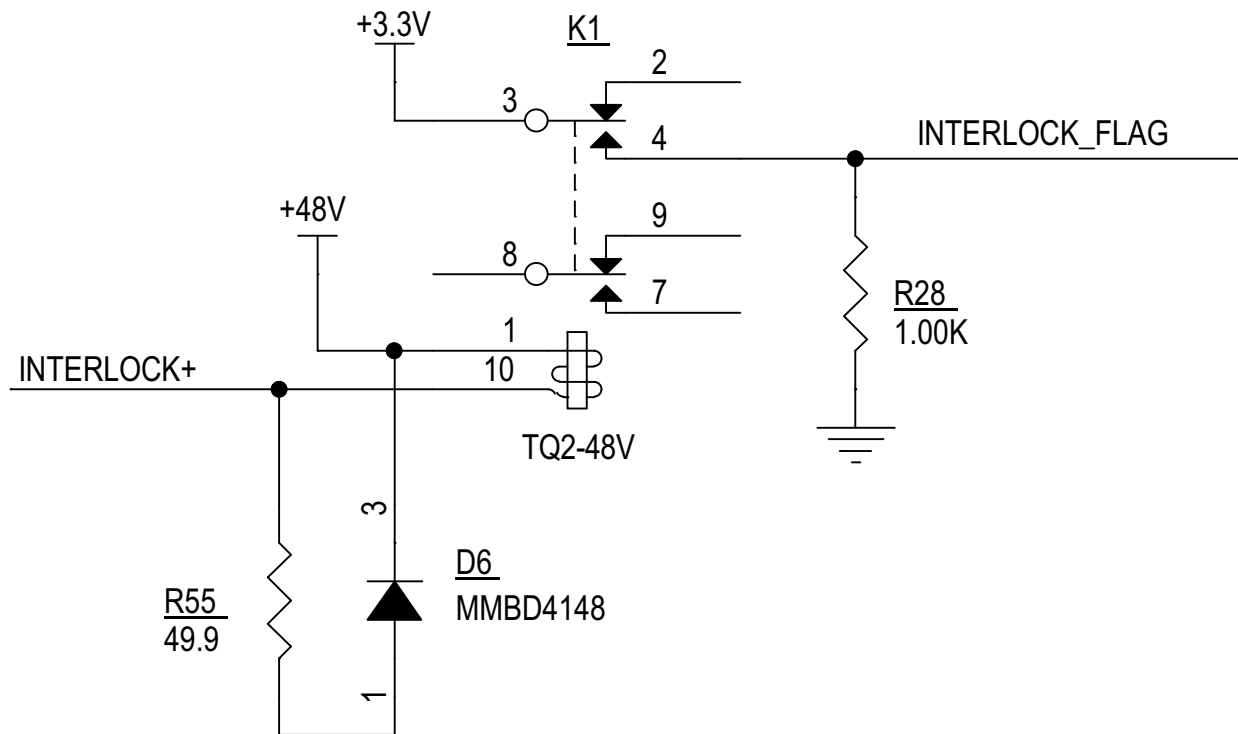 +3.3V
K1
2
3
4
INTERLOCK_FLAG
+48V
9
8
7
R28
1.00K
1
INTERLOCK+
10
TQ2-48V
3
D6
MMBD4148
R55
49.9
1